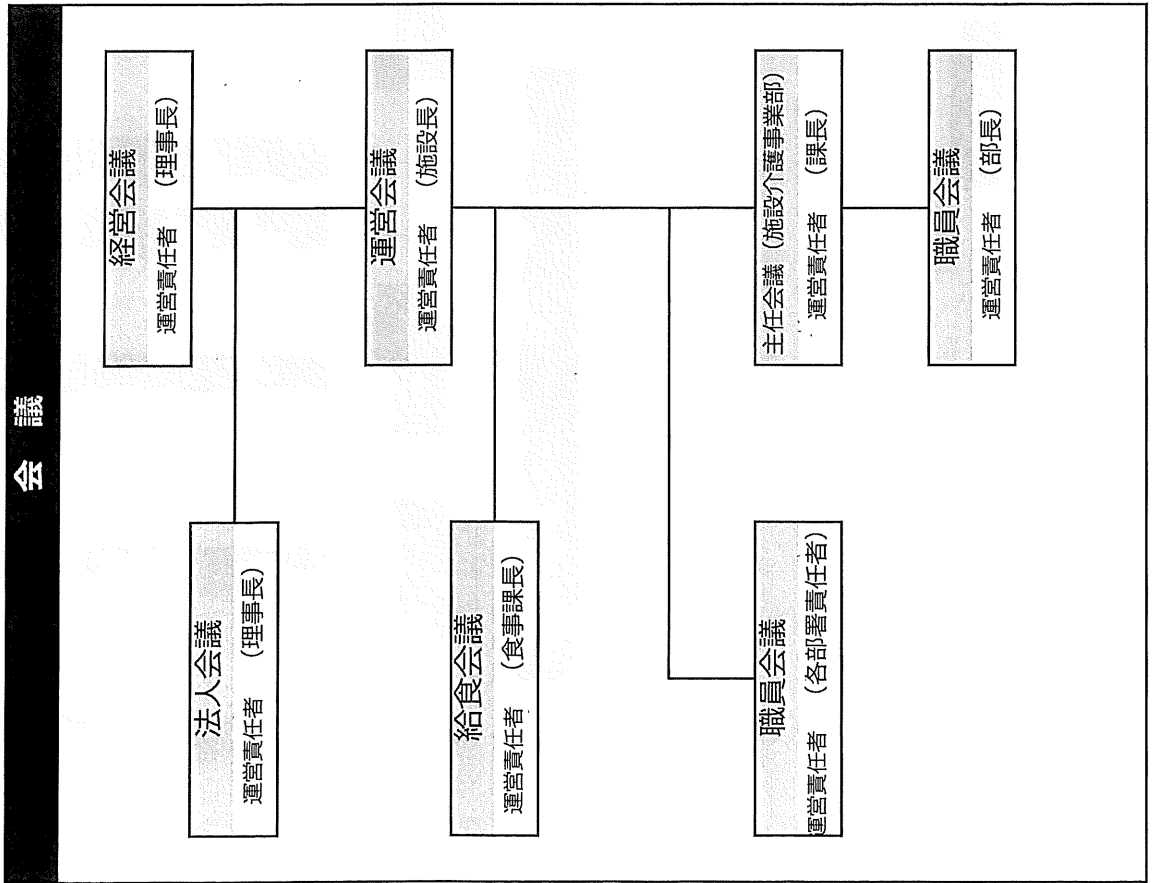 会議
経営会議
運営責任者 (理事長)
法人会議
運営責任者 (理事長)
運営会議
運営責任者 (施設長)
給食会議
運営責任者 (食事課長)
主任会議 (施設介護事業部)
運営責任者 (課長)
職員会議
運営責任者 (各部署責任者)
職員会議
運営責任者 (部長)